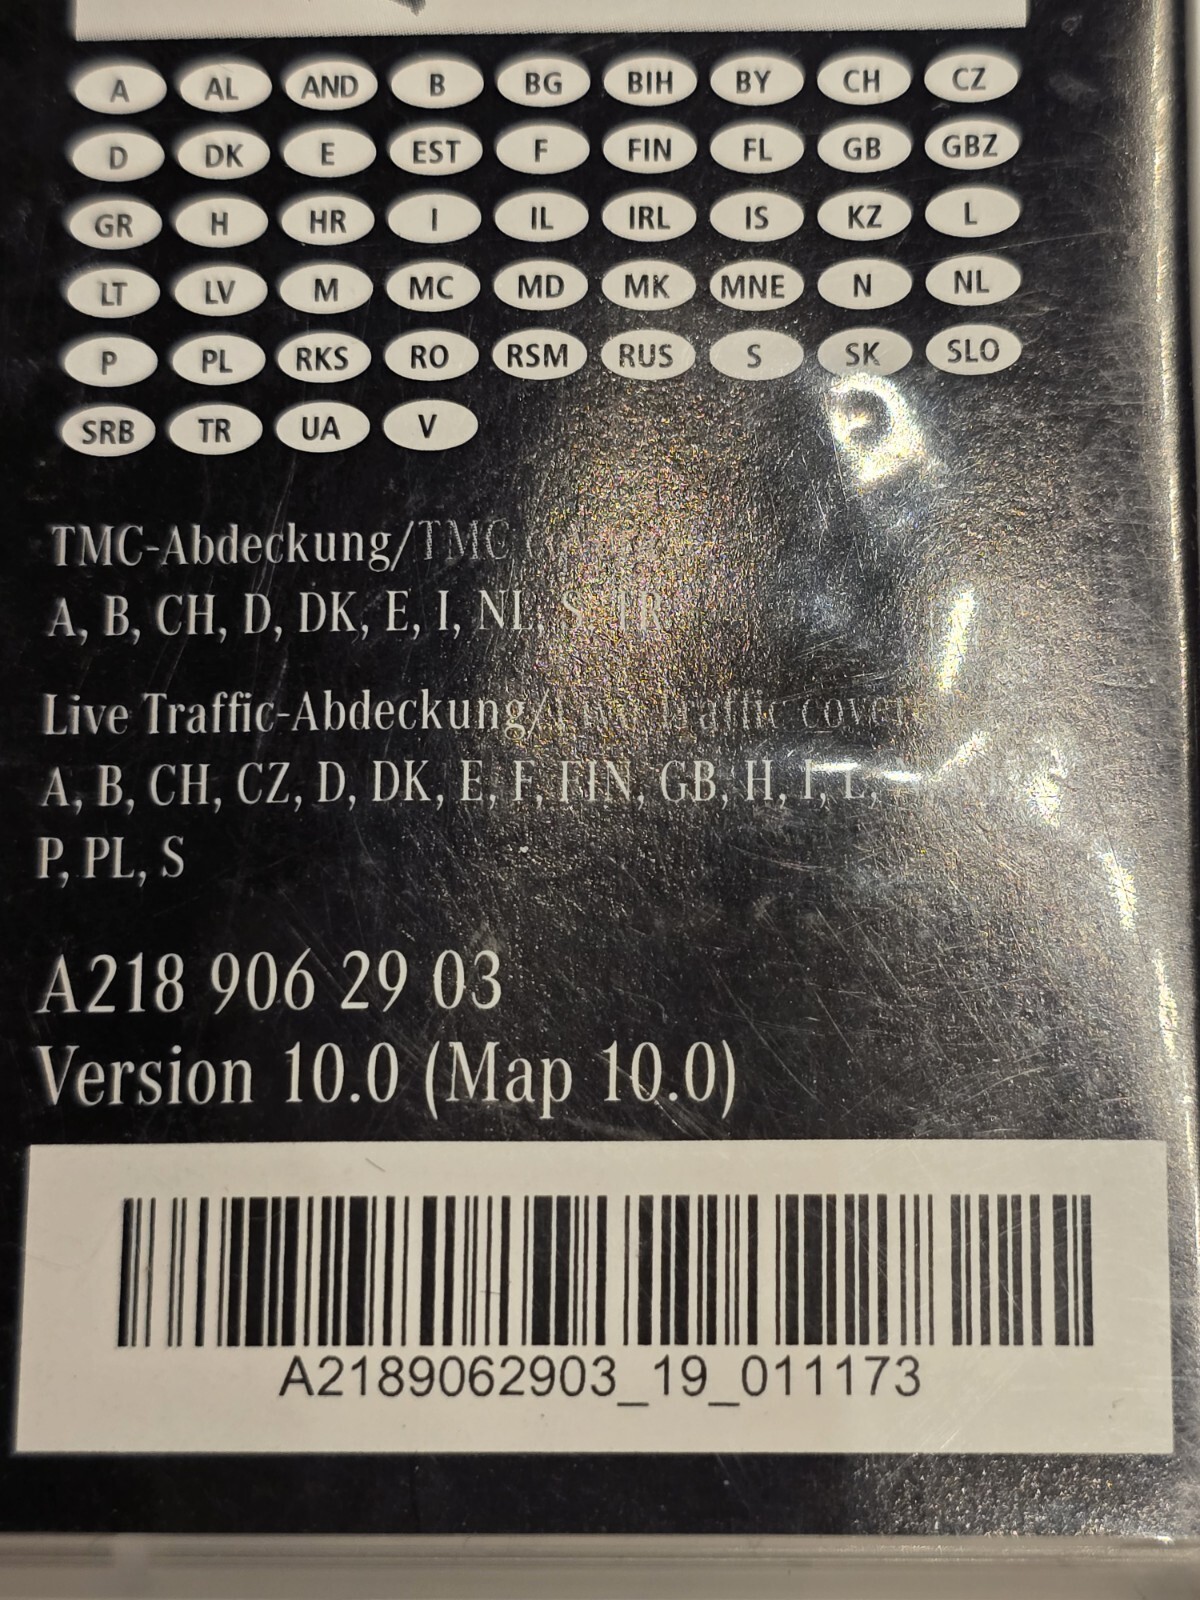 A AL AND B BG BIH BY CH CZ
D DK E EST F FIN FL GB GBZ
GR H HR I IL IRL IS KZ L
LT LV M MC MD MK MNE N NL
P PL RKS RO RSM RUS S SK SLO
SRB TR UA V
TMC-Abdeckung/TMC
A, B, CH, D, DK, E, I, NL, S, TR
Live Traffic-Abdeckung/Live Traffic
A, B, CH, CZ, D, DK, E, F, FIN, GB, H, I, L,
P, PL, S
A218 906 29 03
Version 10.0 (Map 10.0)
A2189062903_19_011173